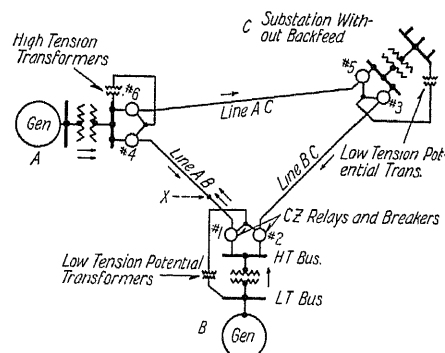 C Substation With-
out Backfeed
High Tension
Transformers
#6
#5
#3
Gen
A
#4
Line A C
Line A B
Line B C
Low Tension Pot-
ential Trans.
X
#1
#2
CZ Relays and Breakers
HT Bus.
Low Tension Potential
Transformers
LT Bus
B
Gen